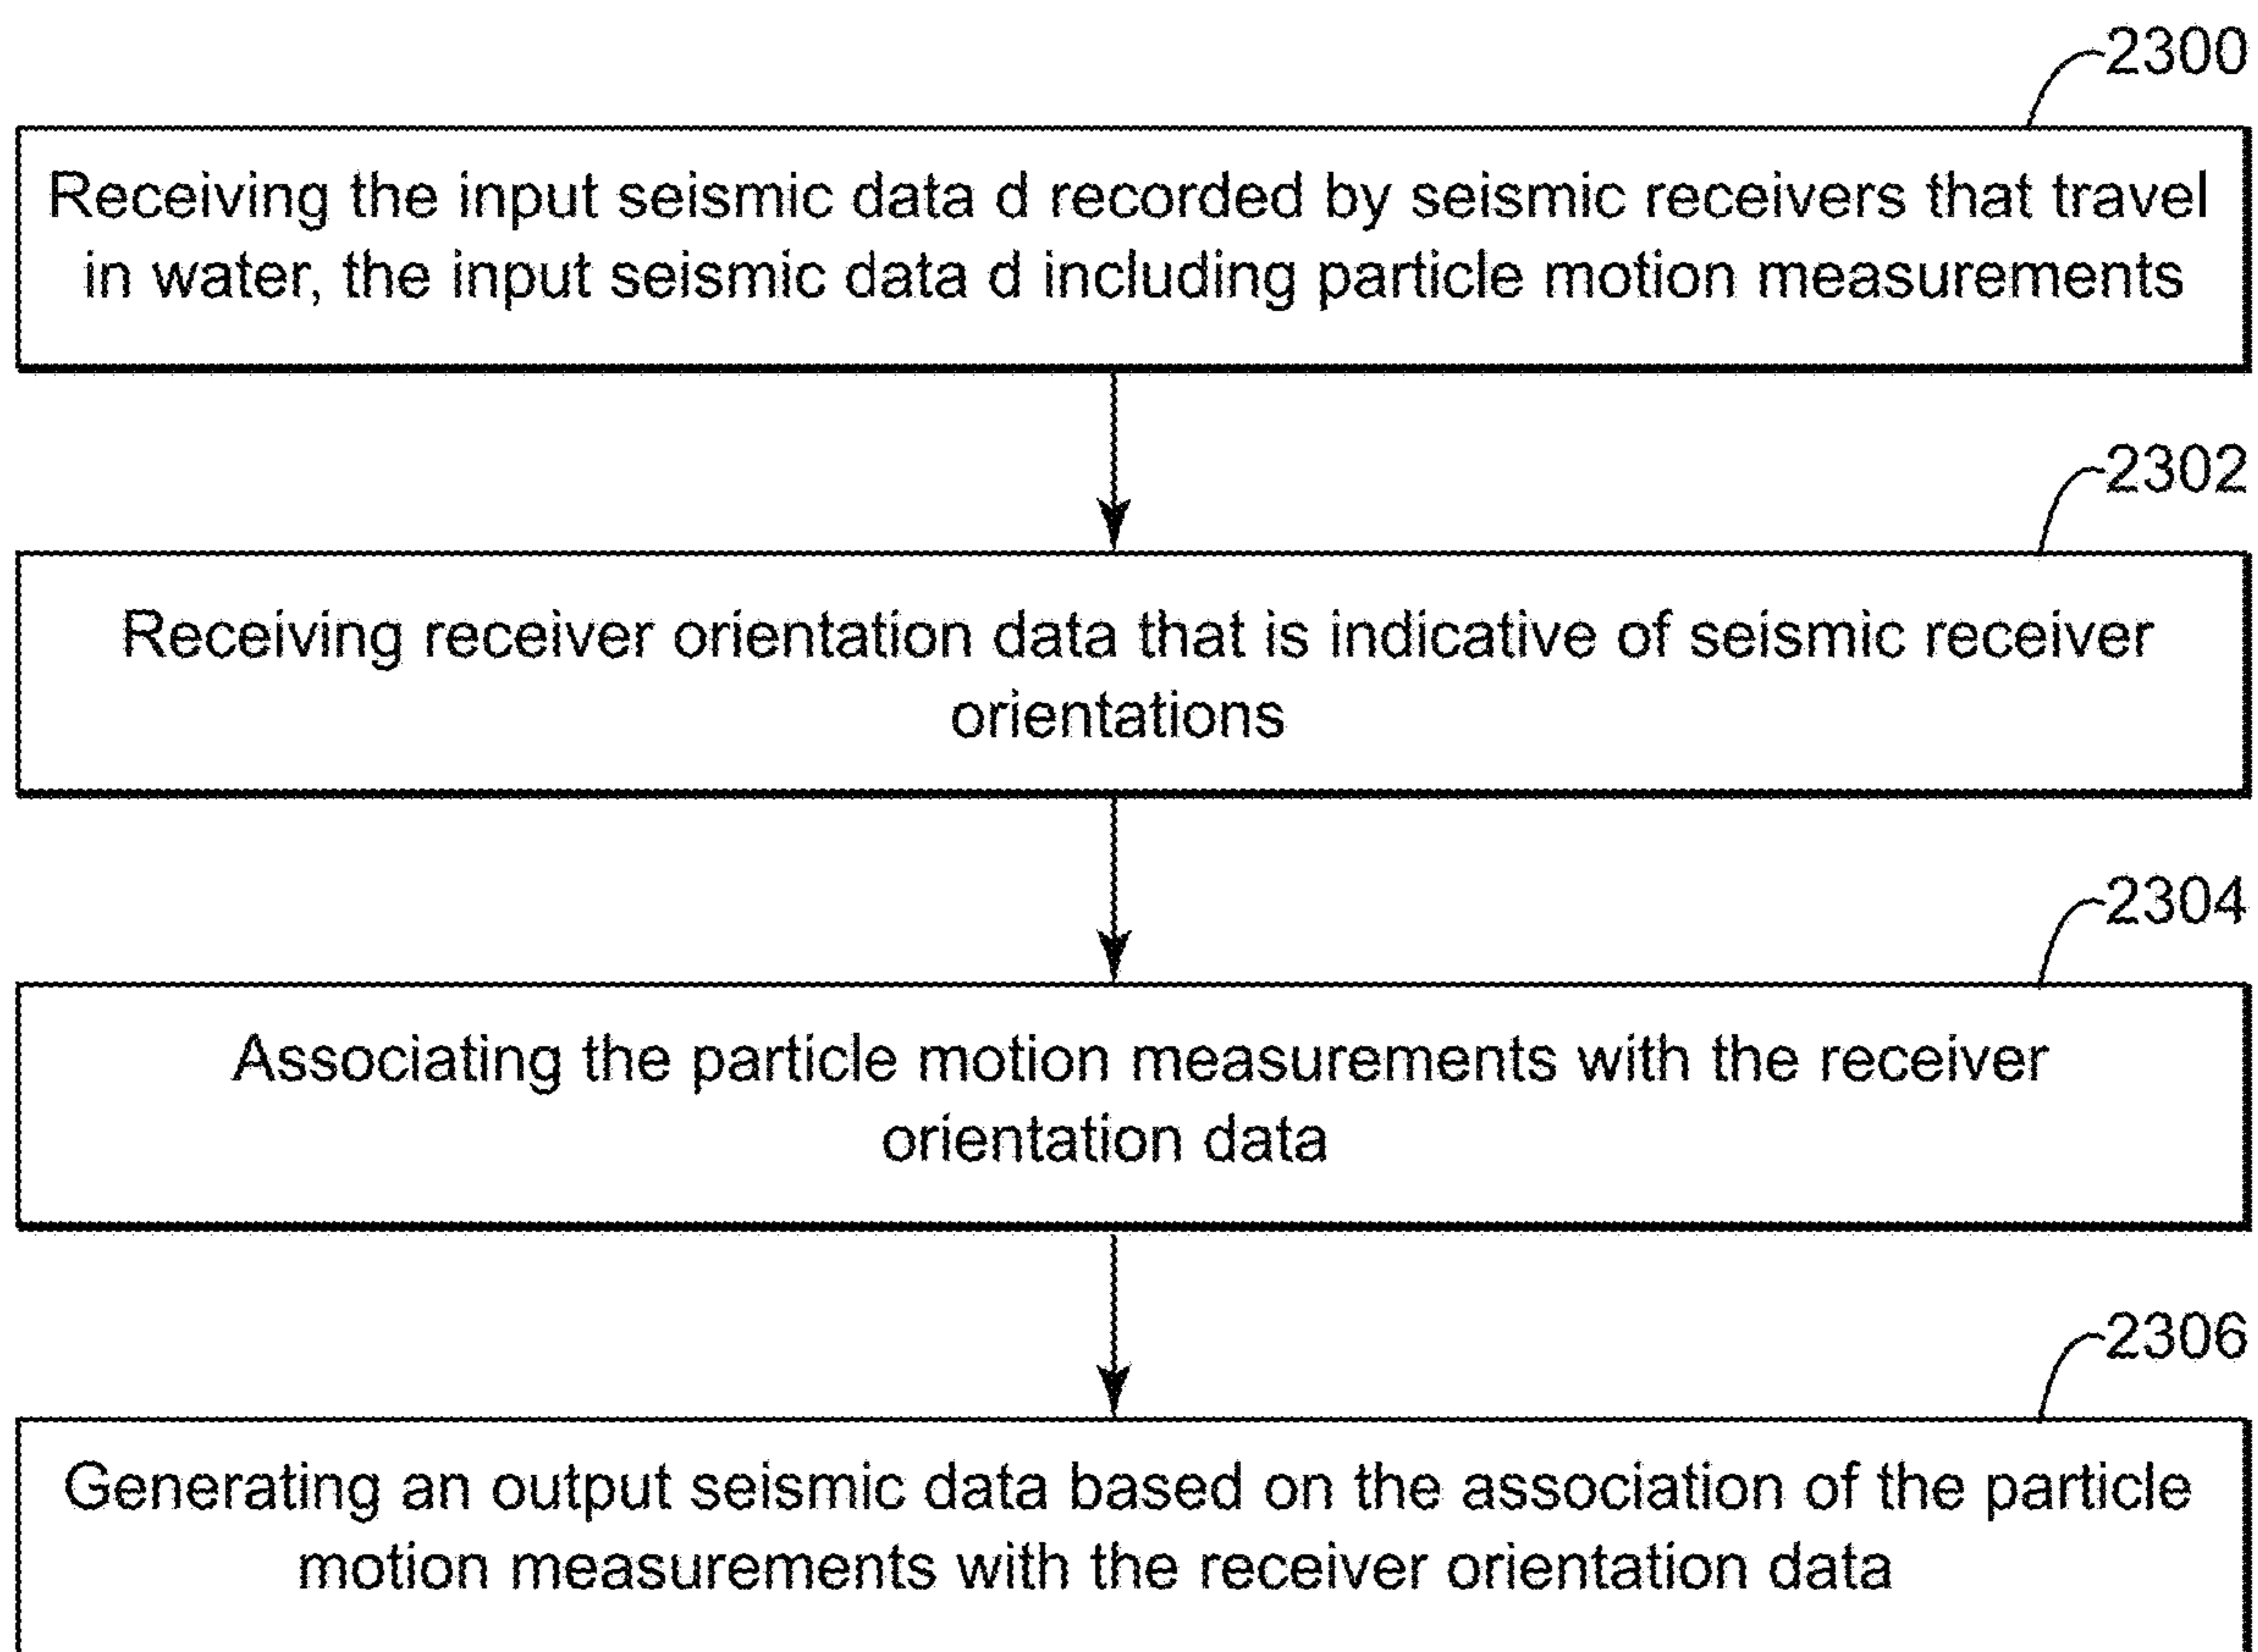 2300
Receiving the input seismic data d recorded by seismic receivers that travel
in water, the input seismic data d including particle motion measurements
2302
Receiving receiver orientation data that is indicative of seismic receiver
orientations
2304
Associating the particle motion measurements with the receiver
orientation data
2306
Generating an output seismic data based on the association of the particle
motion measurements with the receiver orientation data